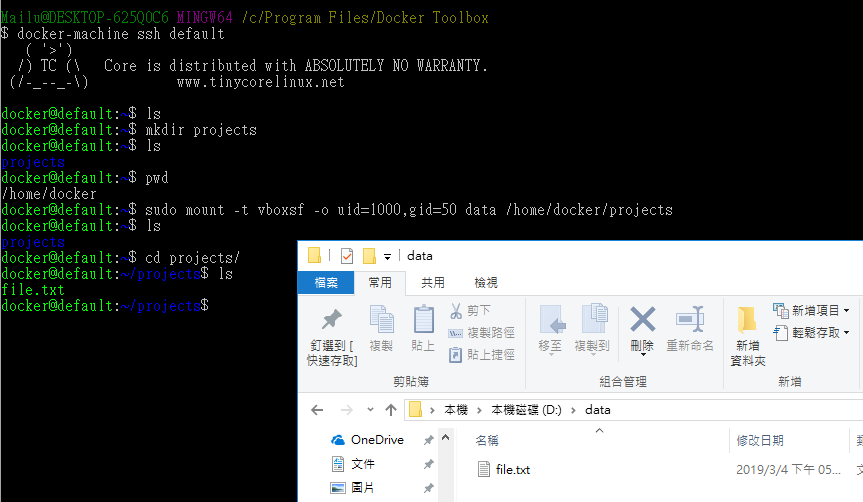 Mailu@DESKTOP-625Q0C6 MINGW64 /c/Program Files/Docker Toolbox
$ docker-machine ssh default
( '>')
/) TC (\   Core is distributed with ABSOLUTELY NO WARRANTY.
(/-_--_-\)           www.tinycorelinux.net
docker@default:~$ ls
docker@default:~$ mkdir projects
docker@default:~$ ls
projects
docker@default:~$ pwd
/home/docker
docker@default:~$ sudo mount -t vboxsf -o uid=1000,gid=50 data /home/docker/projects
docker@default:~$ ls
projects
docker@default:~$ cd projects/
docker@default:~/projects$ ls
file.txt
docker@default:~/projects$
data
檔案 常用 共用 檢視
釘選到 [快速存取]
複製
貼上
剪下
複製路徑
貼上捷徑
剪貼簿
移至
複製到
刪除
重新命名
組合管理
新增資料夾
新增項目
輕鬆存取
新增
本機 › 本機磁碟 (D:) › data
OneDrive
文件
圖片
名稱 修改日期
file.txt 2019/3/4 下午 05...